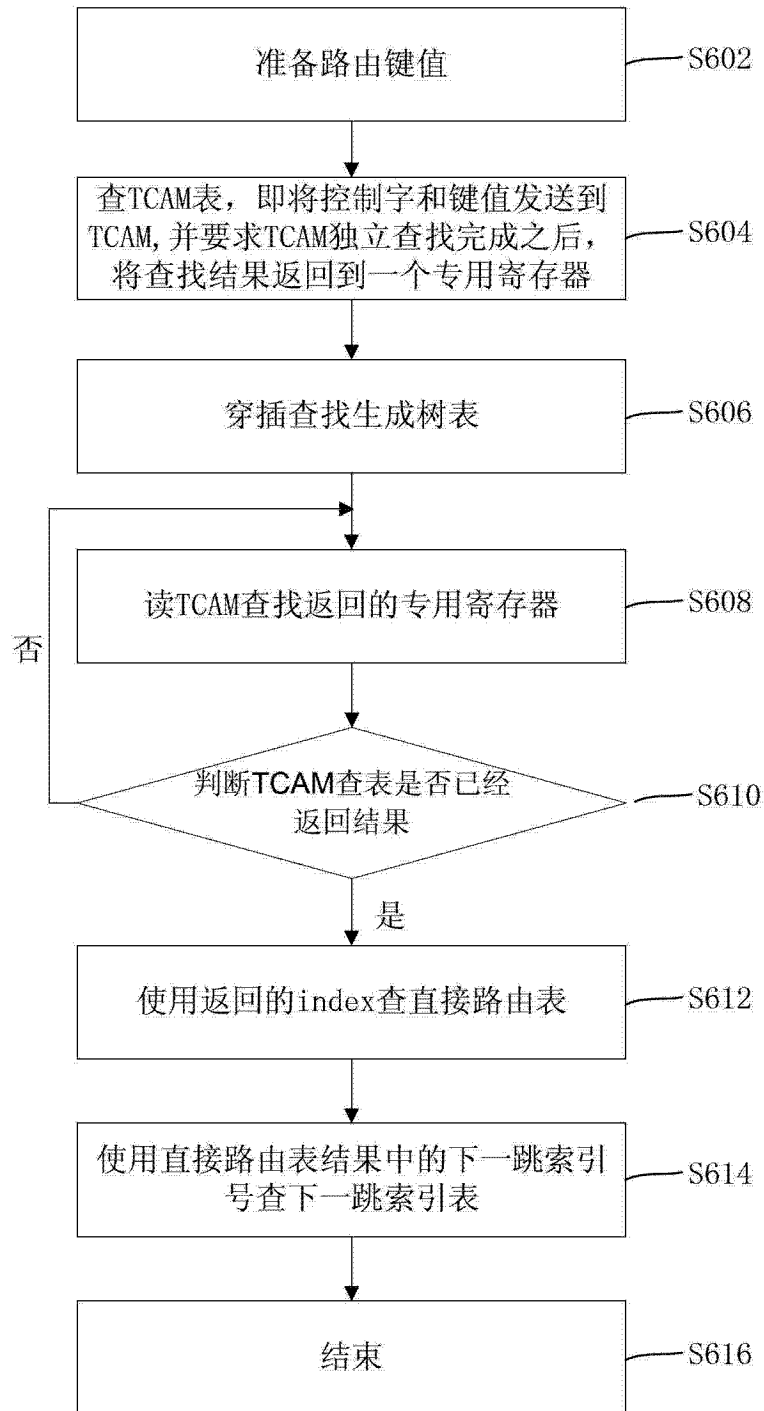 准备路由键值
S602
查TCAM表，即将控制字和键值发送到
TCAM,并要求TCAM独立查找完成之后，
将查找结果返回到一个专用寄存器
S604
穿插查找生成树表
S606
读TCAM查找返回的专用寄存器
S608
否
判断TCAM查表是否已经
返回结果
S610
是
使用返回的index查直接路由表
S612
使用直接路由表结果中的下一跳索引
号查下一跳索引表
S614
结束
S616